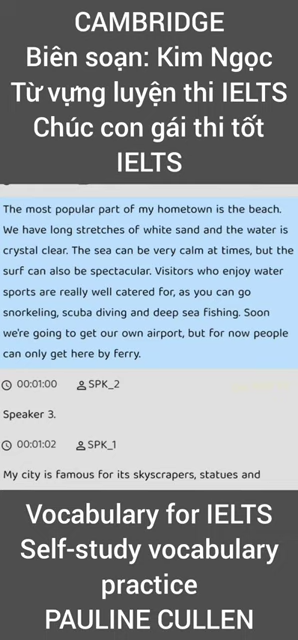 CAMBRIDGE
Biên soạn: Kim Ngọc
Từ vựng luyện thi IELTS
Chúc con gái thi tốt
IELTS
The most popular part of my hometown is the beach.
We have long stretches of white sand and the water is
crystal clear. The sea can be very calm at times, but the
surf can also be spectacular. Visitors who enjoy water
sports are really well catered for, as you can go
snorkeling, scuba diving and deep sea fishing. Soon
we're going to get our own airport, but for now people
can only get here by ferry.
00:01:00 SPK_2
Speaker 3.
00:01:02 SPK_1
My city is famous for its skyscrapers, statues and
Vocabulary for IELTS
Self-study vocabulary
practice
PAULINE CULLEN